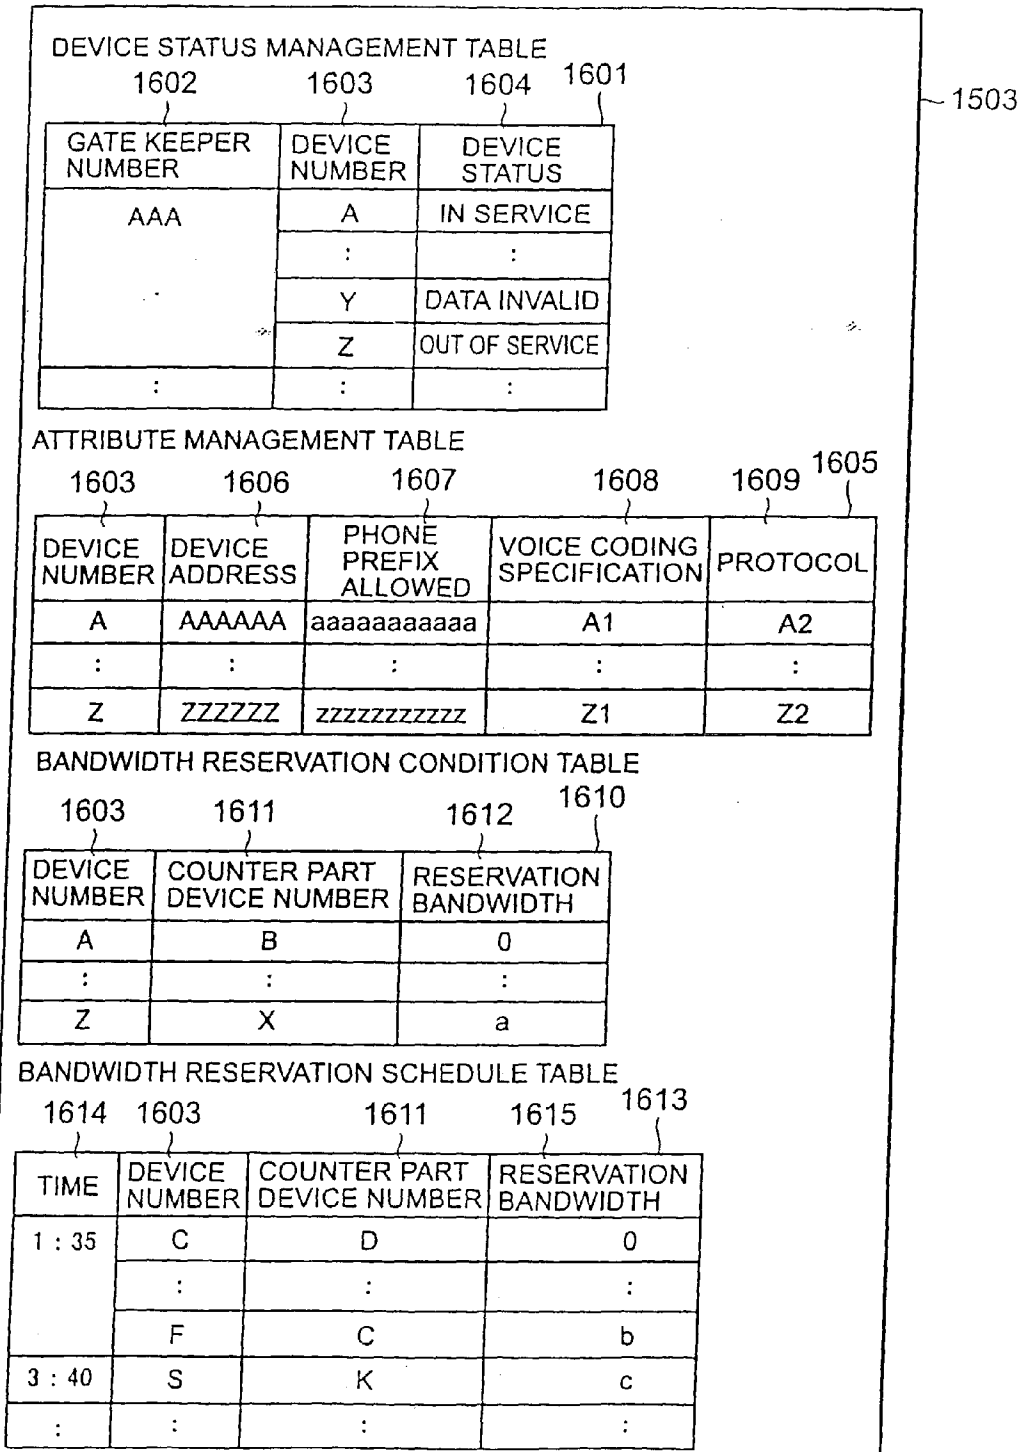 DEVICE STATUS MANAGEMENT TABLE
1602 1603 1604 1601
1503
GATE KEEPER NUMBER DEVICE NUMBER DEVICE STATUS
AAA A IN SERVICE
: :
Y DATA INVALID
Z OUT OF SERVICE
: : :
ATTRIBUTE MANAGEMENT TABLE
1603 1606 1607 1608 1609 1605
DEVICE NUMBER DEVICE ADDRESS PHONE PREFIX ALLOWED VOICE CODING SPECIFICATION PROTOCOL
A AAAAAA aaaaaaaaaaa A1 A2
: : : : :
Z ZZZZZZ zzzzzzzzzzz Z1 Z2
BANDWIDTH RESERVATION CONDITION TABLE
1603 1611 1612 1610
DEVICE NUMBER COUNTER PART DEVICE NUMBER RESERVATION BANDWIDTH
A B 0
: : :
Z X a
BANDWIDTH RESERVATION SCHEDULE TABLE
1614 1603 1611 1615 1613
TIME DEVICE NUMBER COUNTER PART DEVICE NUMBER RESERVATION BANDWIDTH
1 : 35 C D 0
: : :
F C b
3 : 40 S K c
: : : :